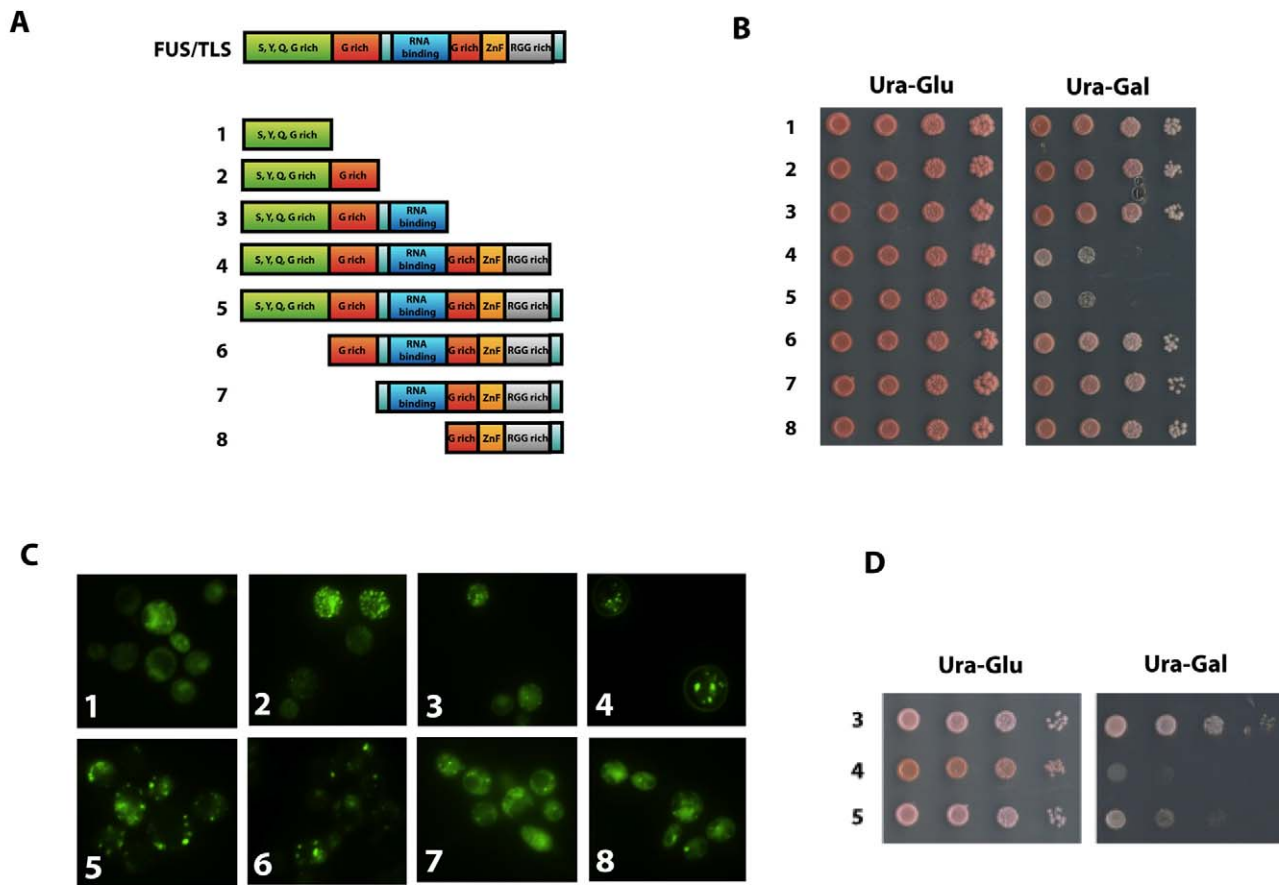 A
FUS/TLS
S, Y, Q, G rich G rich RNA binding G rich ZnF RGG rich
1 S, Y, Q, G rich
2 S, Y, Q, G rich G rich
3 S, Y, Q, G rich G rich RNA binding
4 S, Y, Q, G rich G rich RNA binding G rich ZnF RGG rich
5 S, Y, Q, G rich G rich RNA binding G rich ZnF RGG rich
6 G rich RNA binding G rich ZnF RGG rich
7 RNA binding G rich ZnF RGG rich
8 G rich ZnF RGG rich
B
Ura-Glu Ura-Gal
1
2
3
4
5
6
7
8
C
1 2 3 4
5 6 7 8
D
Ura-Glu Ura-Gal
3
4
5